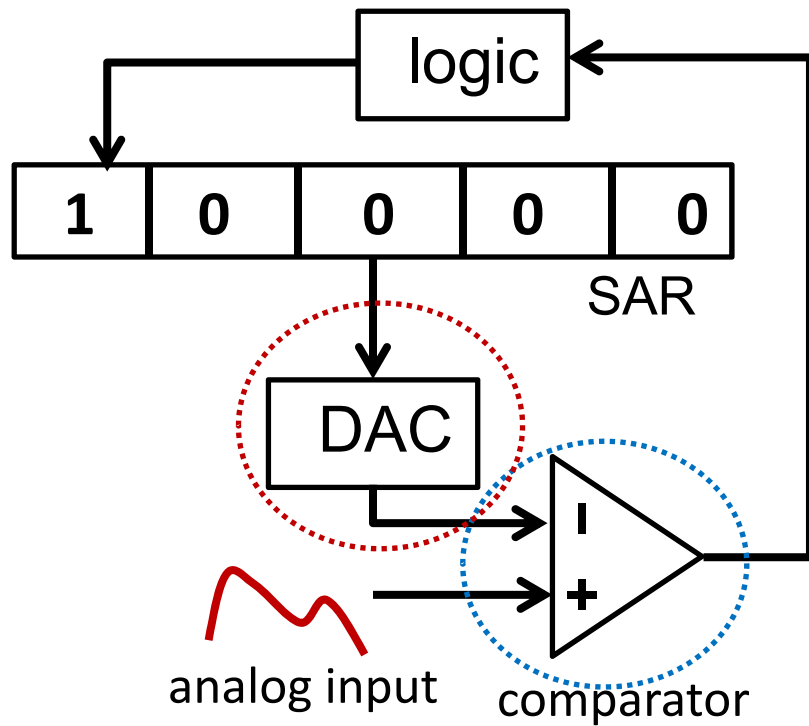 logic
1 0 0 0 0
SAR
DAC
+
analog input
comparator